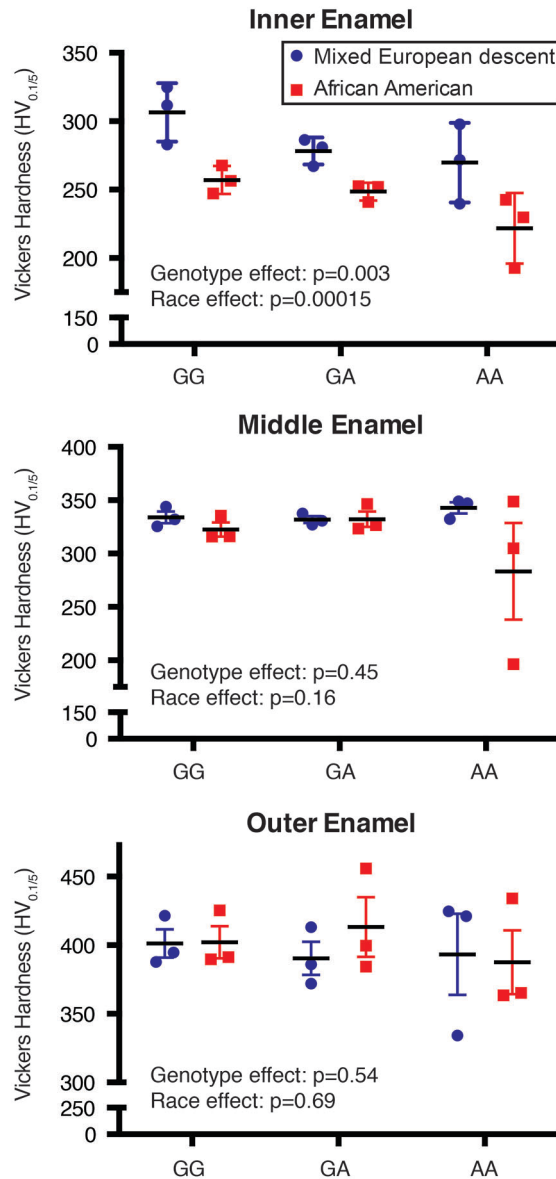 Inner Enamel
Mixed European descent
African American
Vickers Hardness (HV0.1/5)
350
300
250
200
150
0
Genotype effect: p=0.003
Race effect: p=0.00015
GG GA AA
Middle Enamel
Vickers Hardness (HV0.1/5)
400
350
300
250
200
150
0
Genotype effect: p=0.45
Race effect: p=0.16
GG GA AA
Outer Enamel
Vickers Hardness (HV0.1/5)
450
400
350
300
250
0
Genotype effect: p=0.54
Race effect: p=0.69
GG GA AA